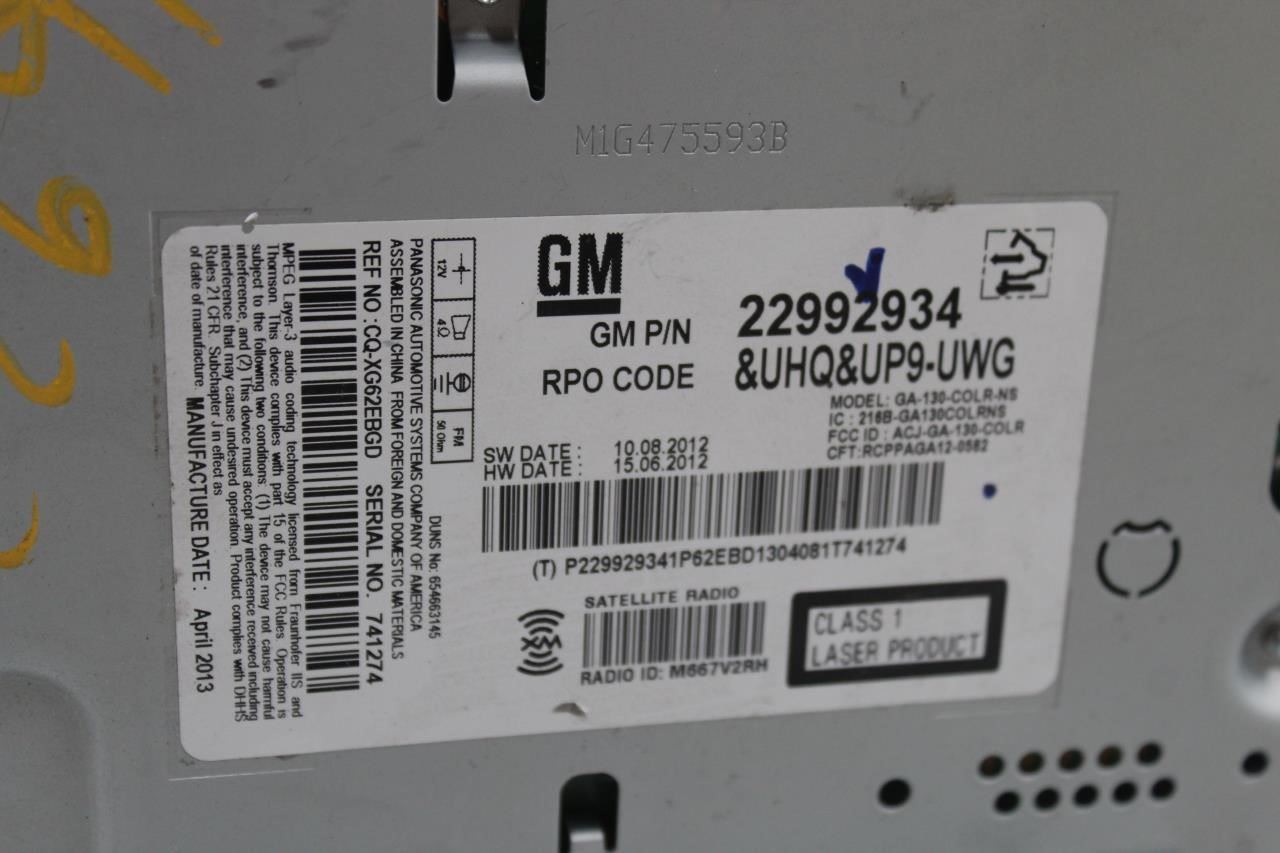 M1G475593B
GM
GM P/N 22992934
RPO CODE &UHQ&UP9-UWG
MODEL: GA-130-COLR-NS
IC : 216B-GA130COLRNS
FCC ID : ACJ-GA-130-COLR
CFT:RCPPAGA12-0582
SW DATE : 10.08.2012
HW DATE : 15.06.2012
(T) P229929341P62EBD1304081T741274
SATELLITE RADIO
RADIO ID: M667V2RH
CLASS 1
LASER PRODUCT
12V
4Ω
FM
50 Ohm
DUNS No: 654663145
PANASONIC AUTOMOTIVE SYSTEMS COMPANY OF AMERICA
ASSEMBLED IN CHINA FROM FOREIGN AND DOMESTIC MATERIALS
REF NO :CQ-XG62EBGD SERIAL NO. 741274
MPEG Layer-3 audio coding technology licensed from Fraunhofer IIS and
Thomson. This device complies with part 15 of the FCC Rules. Operation is
subject to the following two conditions: (1) This device may not cause harmful
interference, and (2) This device must accept any interference received including
interference that may cause undesired operation. Product complies with DHHS
Rules 21 CFR. Subchapter J in effect as
of date of manufacture. MANUFACTURE DATE : April 2013